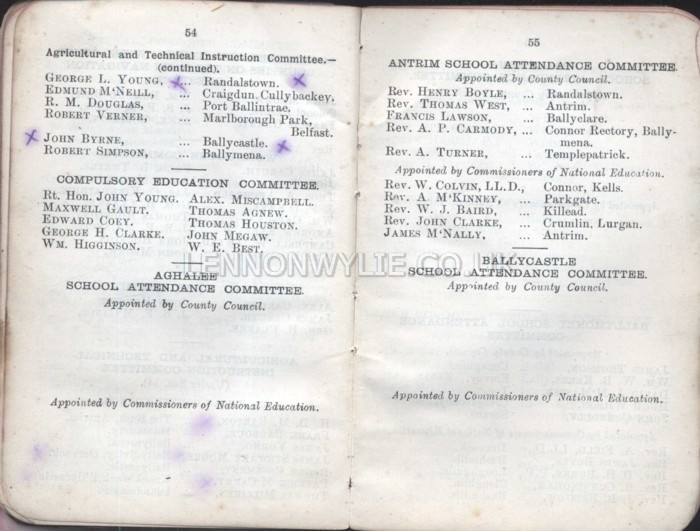 54
Agricultural and Technical Instruction Committee.—
(continued).
GEORGE L. YOUNG, ... Randalstown.
EDMUND M‘NEILL, ... Craigdun, Cullybackey.
R. M. DOUGLAS, ... Port Ballintrae.
ROBERT VERNER, ... Marlborough Park,
Belfast.
JOHN BYRNE, ... Ballycastle.
ROBERT SIMPSON, ... Ballymena.
COMPULSORY EDUCATION COMMITTEE.
Rt. Hon. JOHN YOUNG. ALEX. MISCAMPBELL.
MAXWELL GAULT. THOMAS AGNEW.
EDWARD COEY. THOMAS HOUSTON.
GEORGE H. CLARKE. JOHN MEGAW.
WM. HIGGINSON. W. E. BEST.
AGHALEE
SCHOOL ATTENDANCE COMMITTEE.
Appointed by County Council.
Appointed by Commissioners of National Education.
55
ANTRIM SCHOOL ATTENDANCE COMMITTEE.
Appointed by County Council.
Rev. HENRY BOYLE, ... Randalstown.
Rev. THOMAS WEST, ... Antrim.
FRANCIS LAWSON, ... Ballyclare.
Rev. A. P. CARMODY, ... Connor Rectory, Bally-
mena.
Rev. A. TURNER, ... Templepatrick.
Appointed by Commissioners of National Education.
Rev. W. COLVIN, LL.D., Connor, Kells.
Rev. A M‘KINNEY, ... Parkgate.
Rev. W. J. BAIRD, ... Killead.
Rev. JOHN CLARKE, ... Crumlin, Lurgan.
JAMES M‘NALLY, ... Antrim.
BALLYCASTLE
SCHOOL ATTENDANCE COMMITTEE.
Appointed by County Council.
Appointed by Commissioners of National Education.
LENNONWYLIE.CO.UK